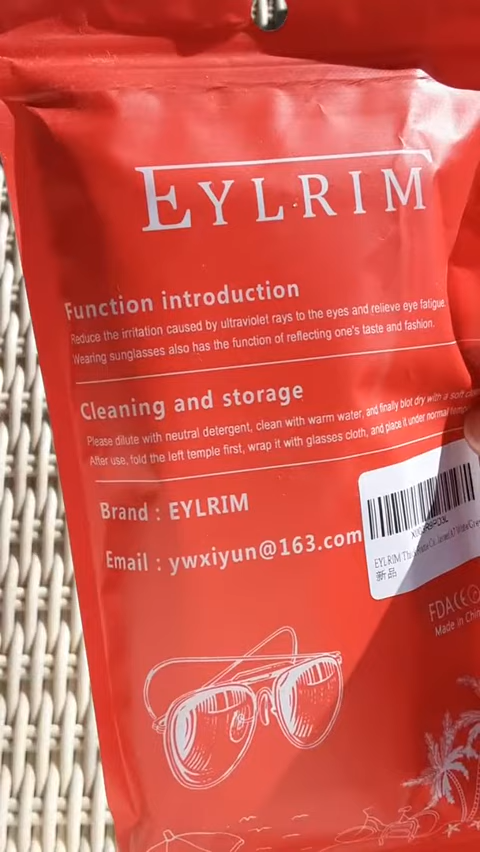 EYLRIM
Function introduction
Reduce the irritation caused by ultraviolet rays to the eyes and relieve eye fatigue.
Wearing sunglasses also has the function of reflecting one's taste and fashion.
Cleaning and storage
Please dilute with neutral detergent, clean with warm water, and finally blot dry with a soft
After use, fold the left temple first, wrap it with glasses cloth, and place it under normal
Brand : EYLRIM
Email : ywxiyun@163.com
EYLRIM
新品
FDA CE
Made in